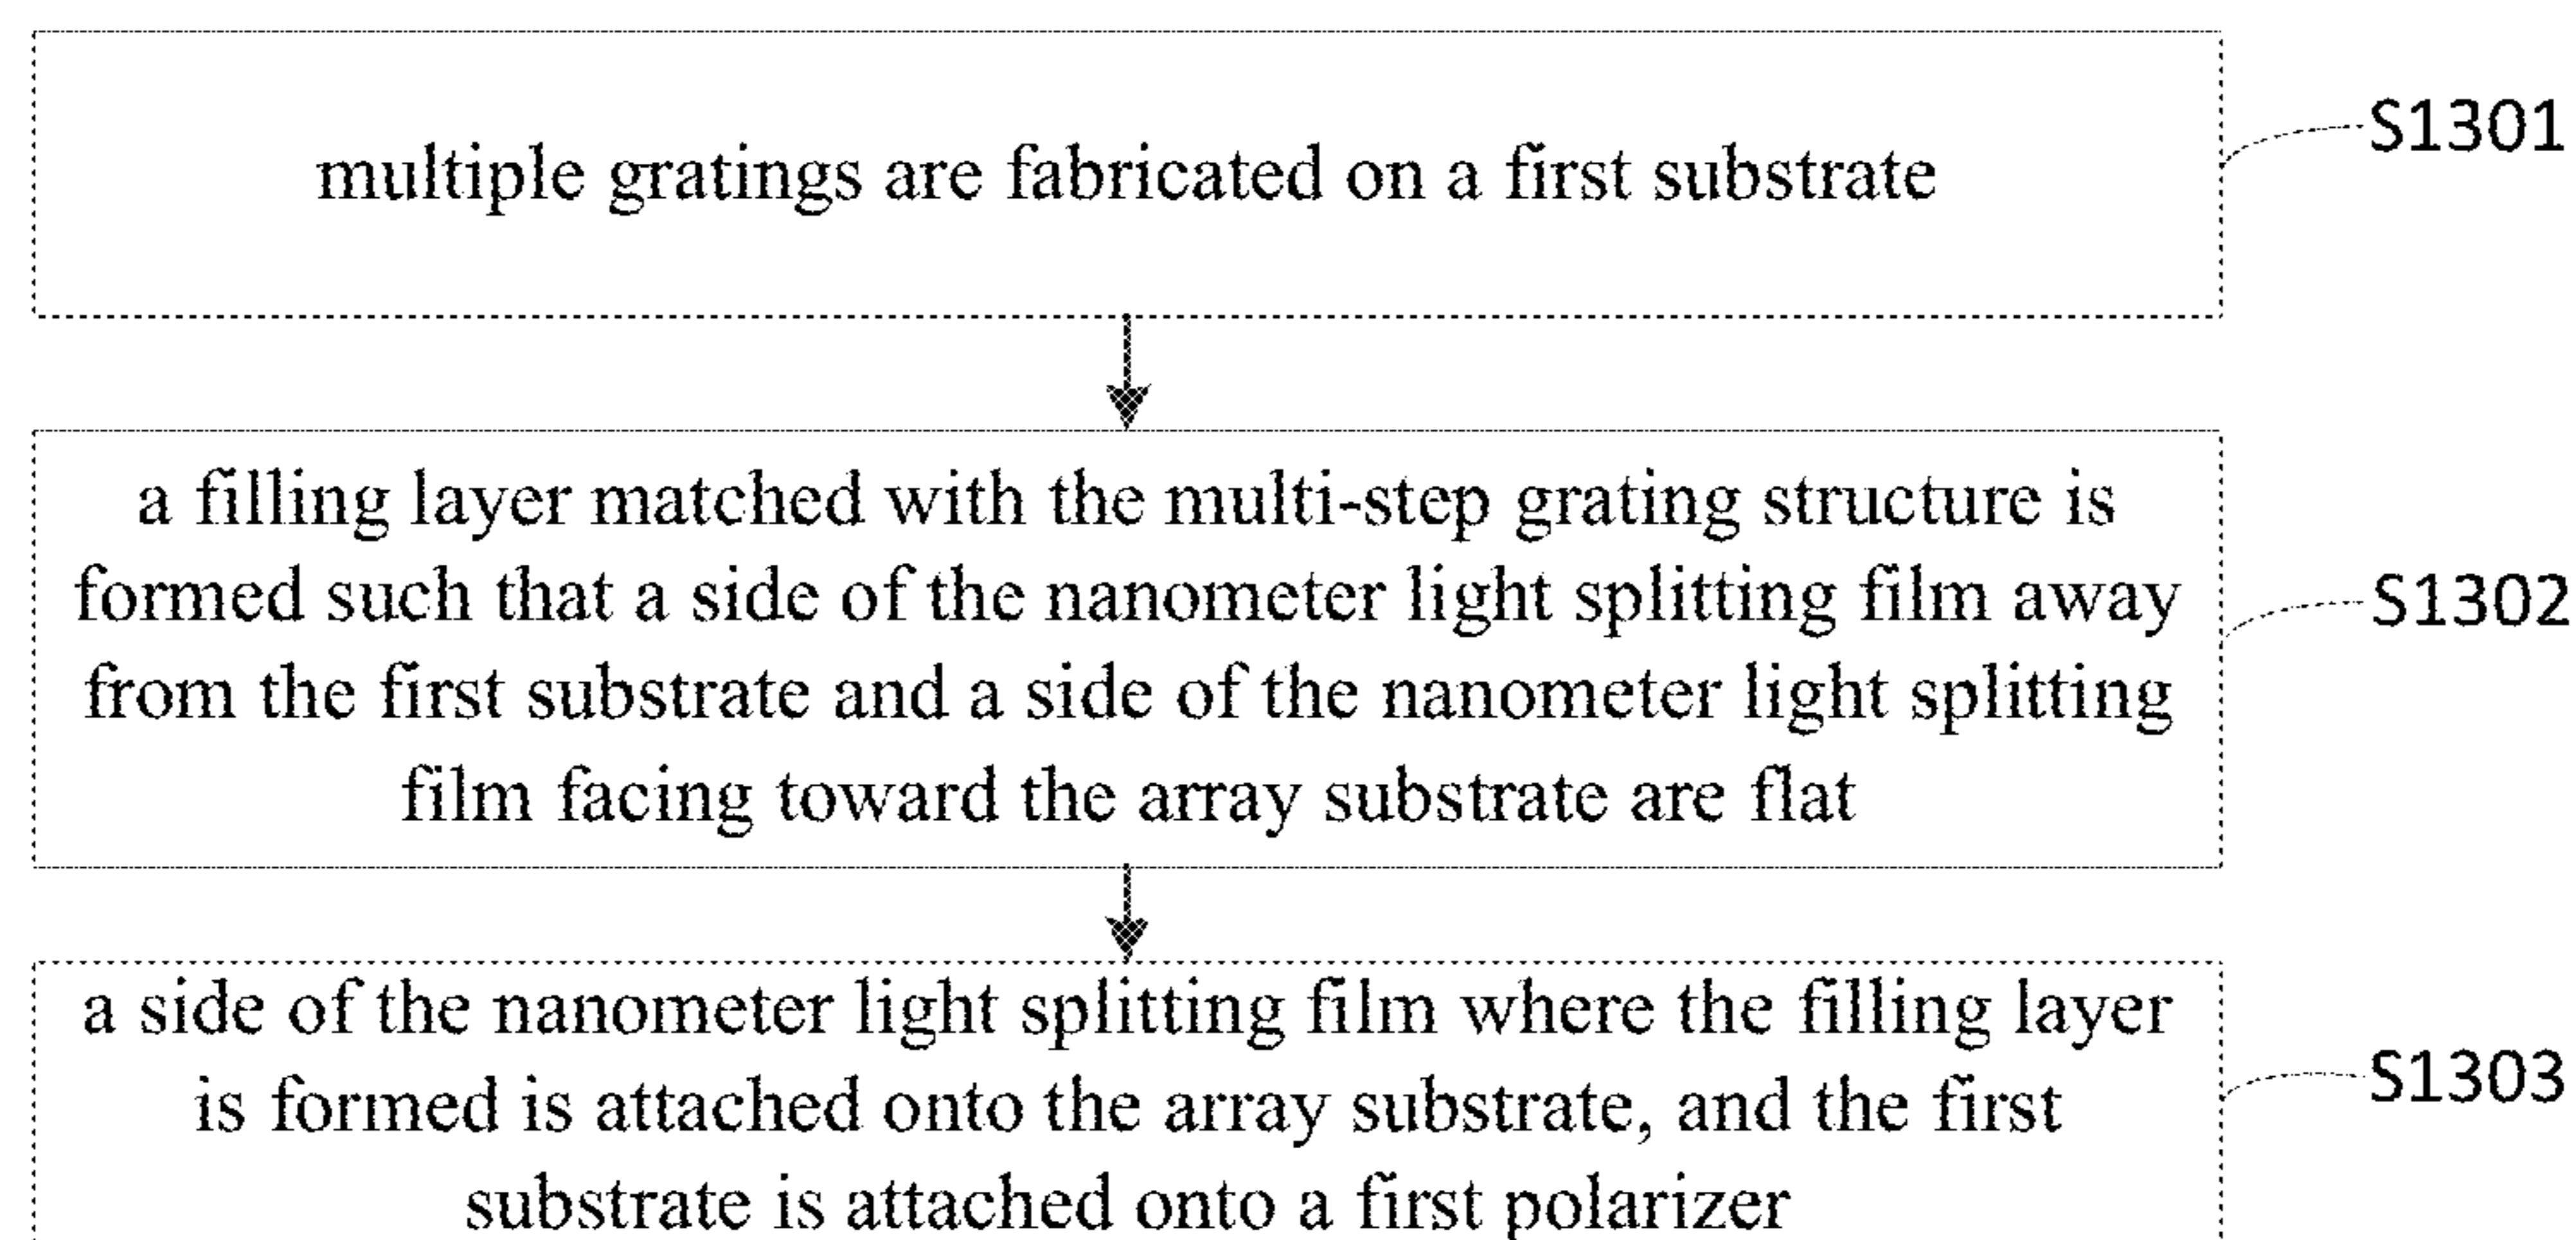 multiple gratings are fabricated on a first substrate
S1301
a filling layer matched with the multi-step grating structure is
formed such that a side of the nanometer light splitting film away
from the first substrate and a side of the nanometer light splitting
film facing toward the array substrate are flat
S1302
a side of the nanometer light splitting film where the filling layer
is formed is attached onto the array substrate, and the first
substrate is attached onto a first polarizer
S1303